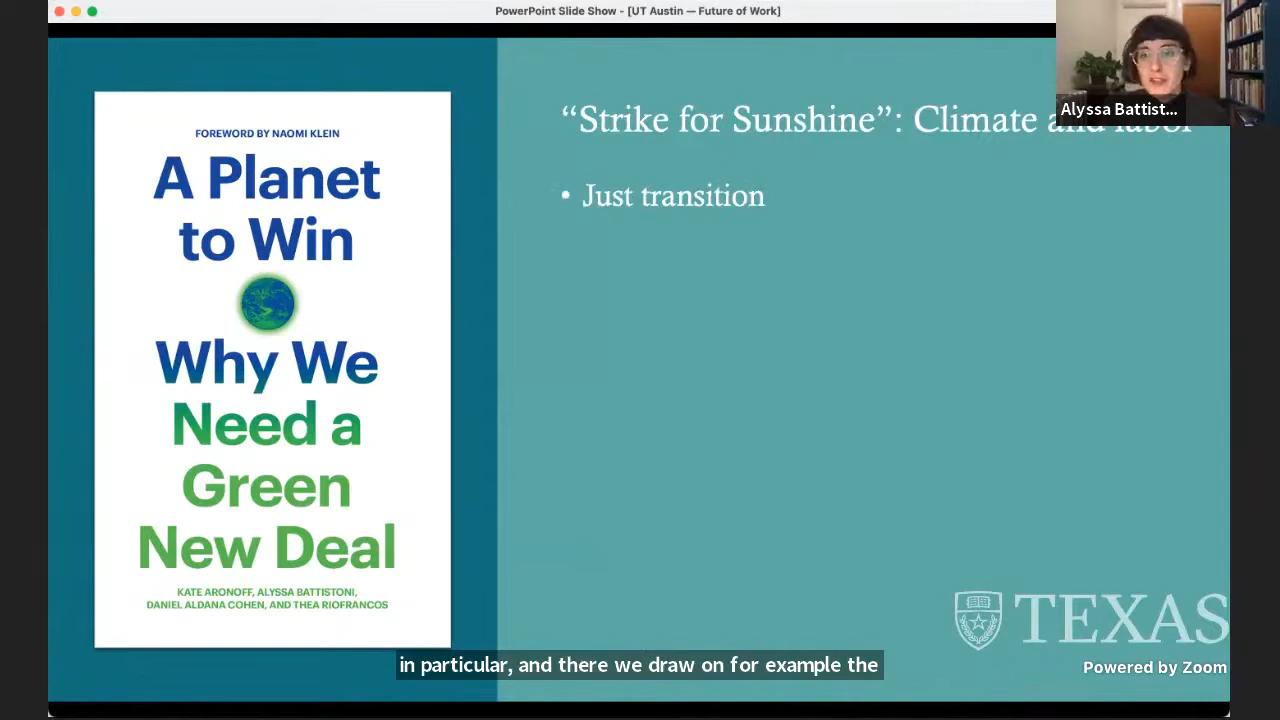 PowerPoint Slide Show - [UT Austin — Future of Work]
Alyssa Battist...
FOREWORD BY NAOMI KLEIN
A Planet
to Win
Why We
Need a
Green
New Deal
KATE ARONOFF, ALYSSA BATTISTONI,
DANIEL ALDANA COHEN, AND THEA RIOFRANCOS
“Strike for Sunshine”: Climate and labor
• Just transition
TEXAS
Powered by Zoom
in particular, and there we draw on for example the